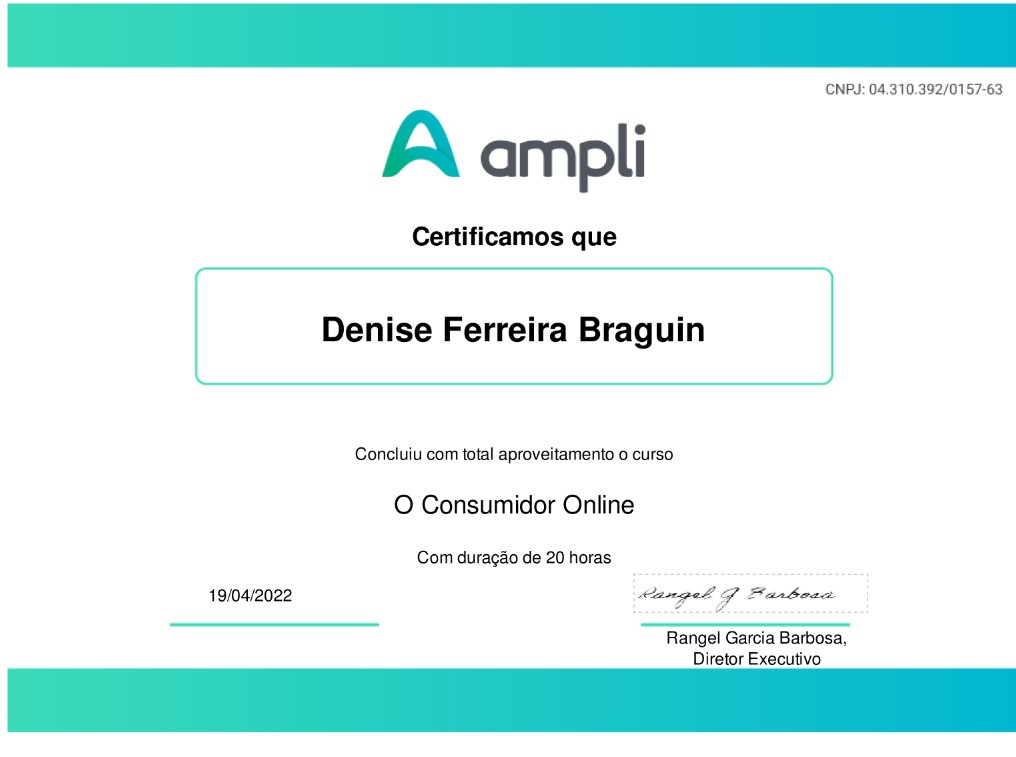 CNPJ: 04.310.392/0157-63
ampli
Certificamos que
Denise Ferreira Braguin
Concluiu com total aproveitamento o curso
O Consumidor Online
Com duração de 20 horas
19/04/2022
Rangel G Barbosa
Rangel Garcia Barbosa,
Diretor Executivo